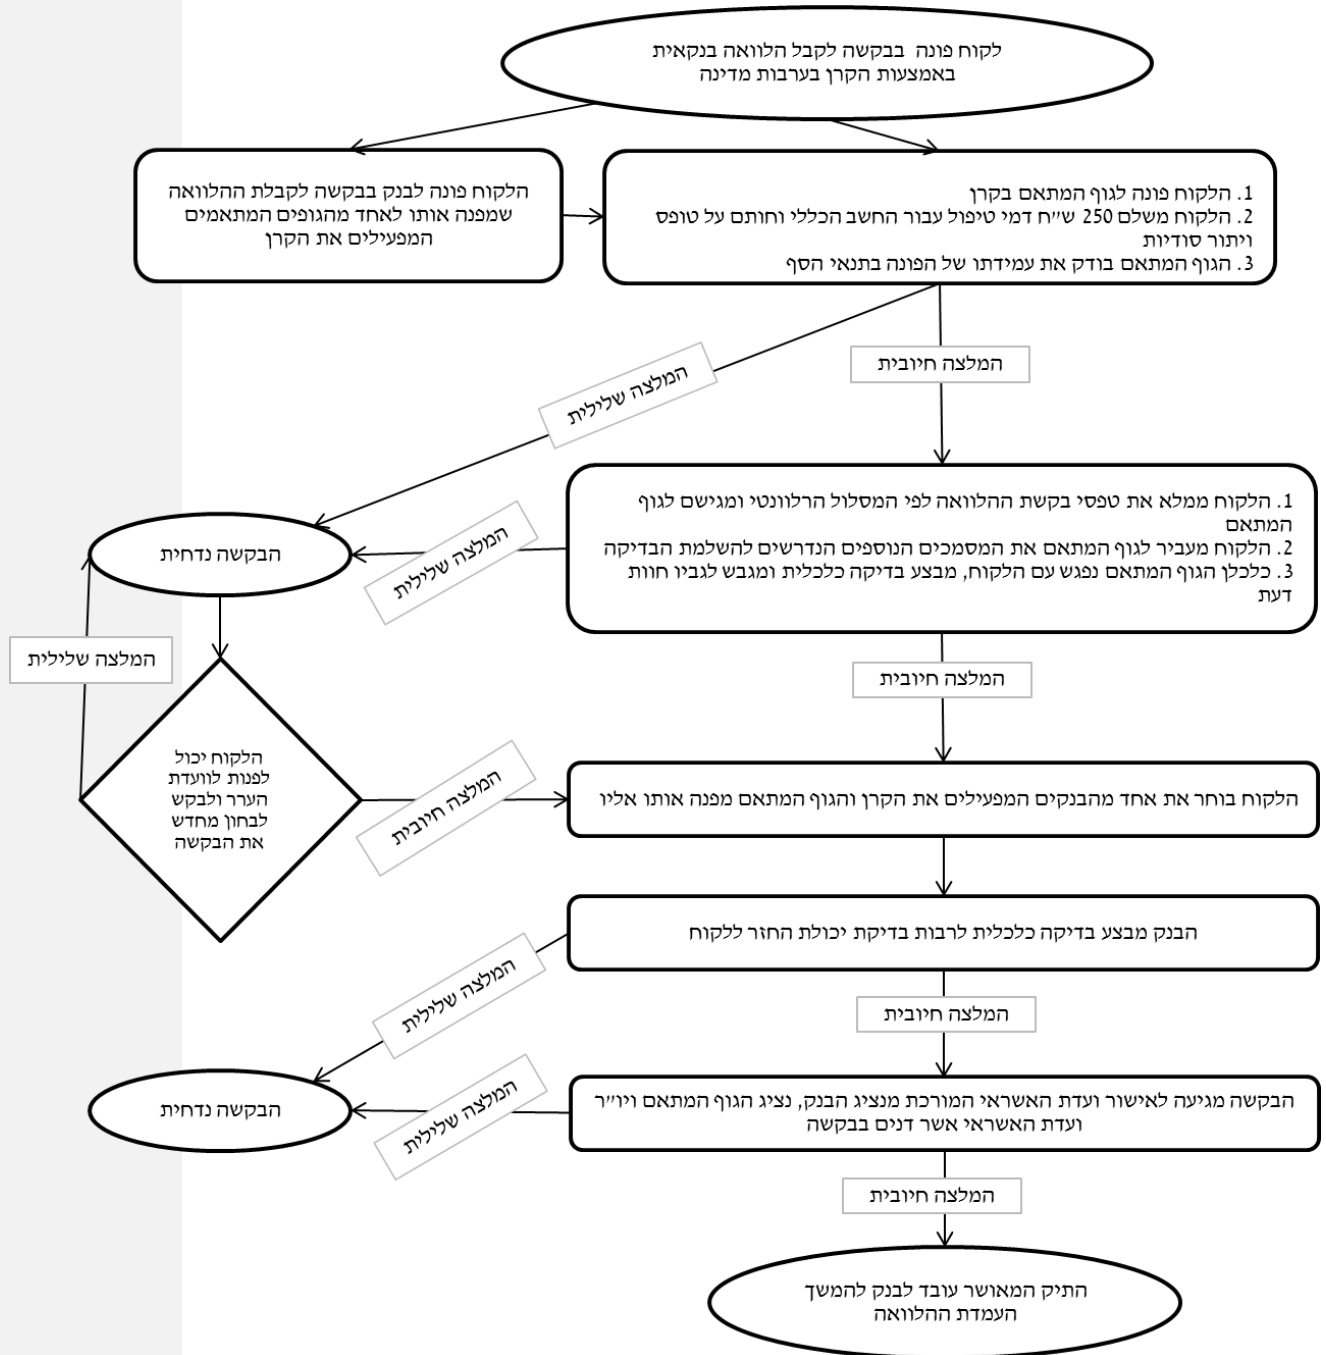 לקוח פונה בבקשה לקבל הלוואה בנקאית
באמצעות הקרן בערבות מדינה
1. הלקוח פונה לגוף המתאם בקרן
2. הלקוח משלם 250 ש״ח דמי טיפול עבור החשב הכללי וחותם על טופס
ויתור סודיות
3. הגוף המתאם בודק את עמידתו של הפונה בתנאי הסף
הלקוח פונה לבנק בבקשה לקבלת ההלוואה
שמפנה אותו לאחד מהגופים המתאמים
המפעילים את הקרן
המלצה חיובית
המלצה שלילית
1. הלקוח ממלא את טפסי בקשת ההלוואה לפי המסלול הרלוונטי ומגישם לגוף
המתאם
2. הלקוח מעביר לגוף המתאם את המסמכים הנוספים הנדרשים להשלמת הבדיקה
3. כלכלן הגוף המתאם נפגש עם הלקוח, מבצע בדיקה כלכלית ומגבש לגביו חוות
דעת
המלצה שלילית
הבקשה נדחית
המלצה שלילית
המלצה חיובית
הלקוח יכול
לפנות לוועדת
הערר ולבקש
לבחון מחדש
את הבקשה
המלצה חיובית
הלקוח בוחר את אחד מהבנקים המפעילים את הקרן והגוף המתאם מפנה אותו אליו
הבנק מבצע בדיקה כלכלית לרבות בדיקת יכולת החזר ללקוח
המלצה שלילית
המלצה חיובית
הבקשה מגיעה לאישור ועדת האשראי המורכת מנציג הבנק, נציג הגוף המתאם ויו״ר
ועדת האשראי אשר דנים בבקשה
המלצה שלילית
הבקשה נדחית
המלצה חיובית
התיק המאושר עובד לבנק להמשך
העמדת ההלוואה